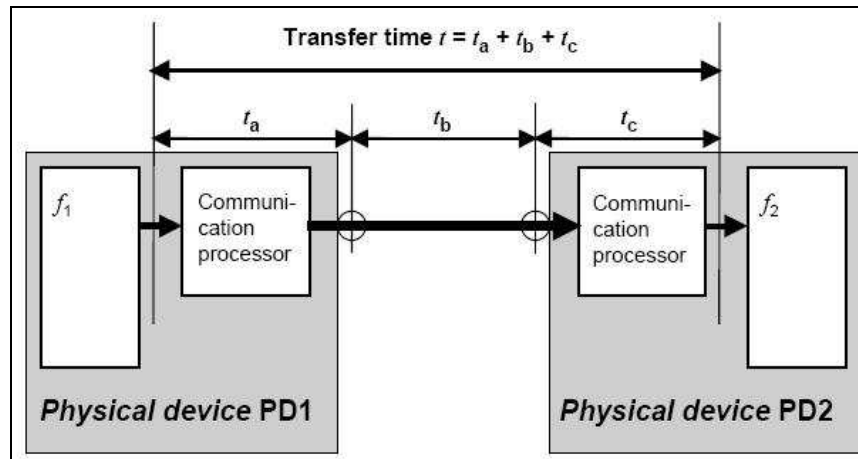 Transfer time t = ta + tb + tc
ta
tb
tc
f1
Communi-
cation
processor
Communi-
cation
processor
f2
Physical device PD1
Physical device PD2